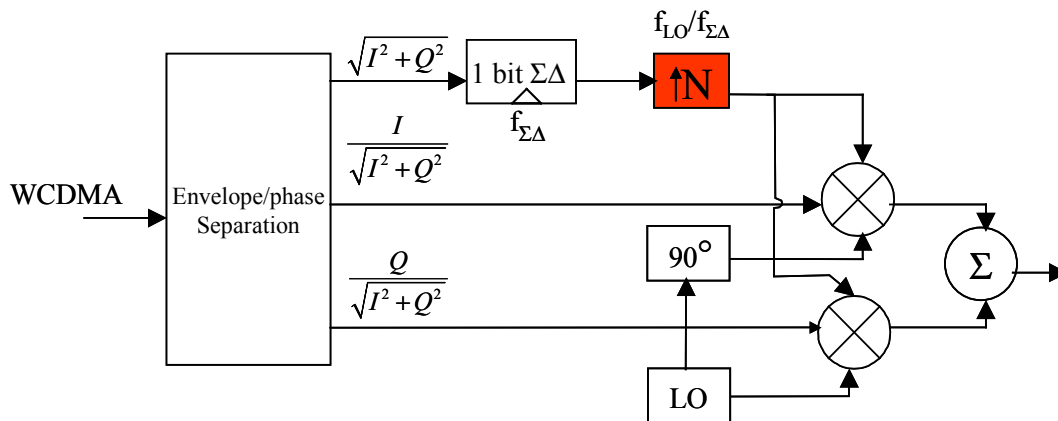 f_LO/f_ΣΔ
√(I² + Q²)
1 bit ΣΔ
↑N
f_ΣΔ
I / √(I² + Q²)
WCDMA
Envelope/phase
Separation
90°
Σ
Q / √(I² + Q²)
LO